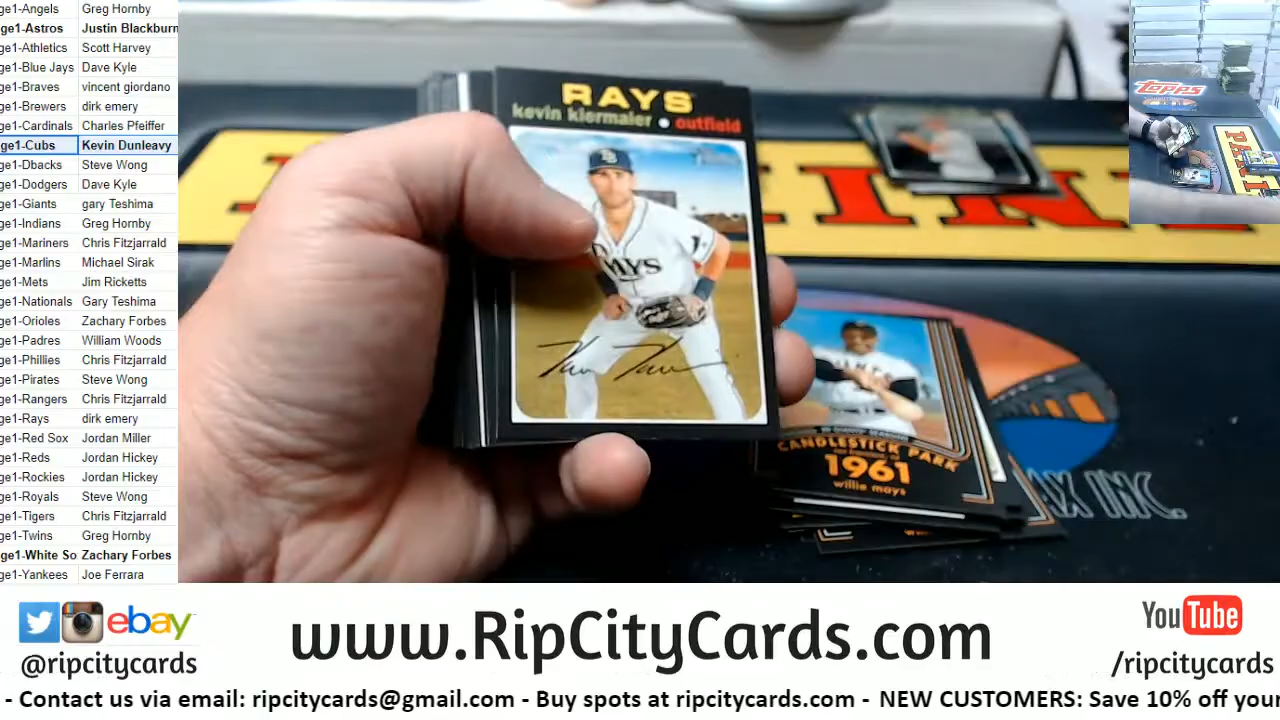 ge1-Angels Greg Hornby
ge1-Astros Justin Blackburn
ge1-Athletics Scott Harvey
ge1-Blue Jays Dave Kyle
ge1-Braves vincent giordano
ge1-Brewers dirk emery
ge1-Cardinals Charles Pfeiffer
ge1-Cubs Kevin Dunleavy
ge1-Dbacks Steve Wong
ge1-Dodgers Dave Kyle
ge1-Giants gary Teshima
ge1-Indians Greg Hornby
ge1-Mariners Chris Fitzjarrald
ge1-Marlins Michael Sirak
ge1-Mets Jim Ricketts
ge1-Nationals Gary Teshima
ge1-Orioles Zachary Forbes
ge1-Padres William Woods
ge1-Phillies Chris Fitzjarrald
ge1-Pirates Steve Wong
ge1-Rangers Chris Fitzjarrald
ge1-Rays dirk emery
ge1-Red Sox Jordan Miller
ge1-Reds Jordan Hickey
ge1-Rockies Jordan Hickey
ge1-Royals Steve Wong
ge1-Tigers Chris Fitzjarrald
ge1-Twins Greg Hornby
ge1-White So Zachary Forbes
ge1-Yankees Joe Ferrara
RAYS
kevin kiermaier • outfield
CANDLESTICK PARK
1961
willie mays
AX INC.
Topps
ebay
@ripcitycards
www.RipCityCards.com
YouTube
/ripcitycards
- Contact us via email: ripcitycards@gmail.com - Buy spots at ripcitycards.com - NEW CUSTOMERS: Save 10% off your